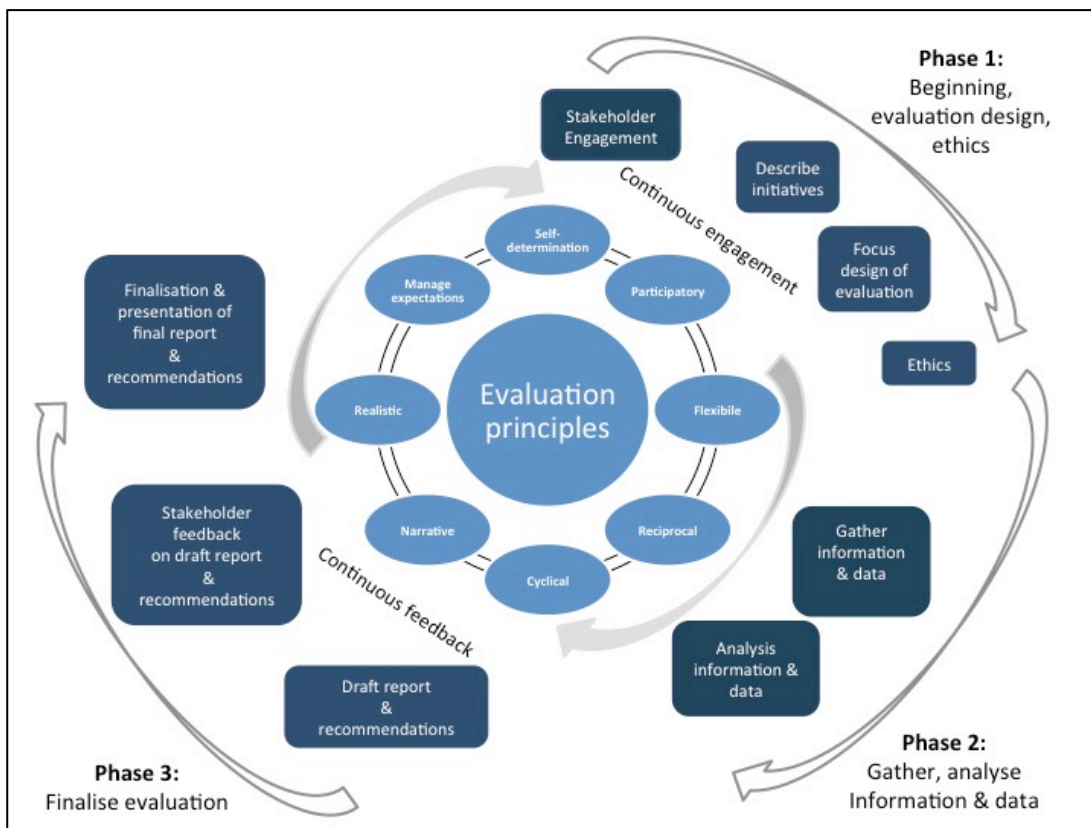 Phase 1:
Beginning,
evaluation design,
ethics
Stakeholder
Engagement
Describe
initiatives
Continuous engagement
Focus
design of
evaluation
Ethics
Self-
determination
Manage
expectations
Participatory
Evaluation
principles
Realistic
Flexibile
Narrative
Reciprocal
Cyclical
Finalisation &
presentation of
final report
&
recommendations
Stakeholder
feedback
on draft report
&
recommendations
Continuous feedback
Gather
information
& data
Analysis
information &
data
Draft report
&
recommendations
Phase 2:
Gather, analyse
Information & data
Phase 3:
Finalise evaluation